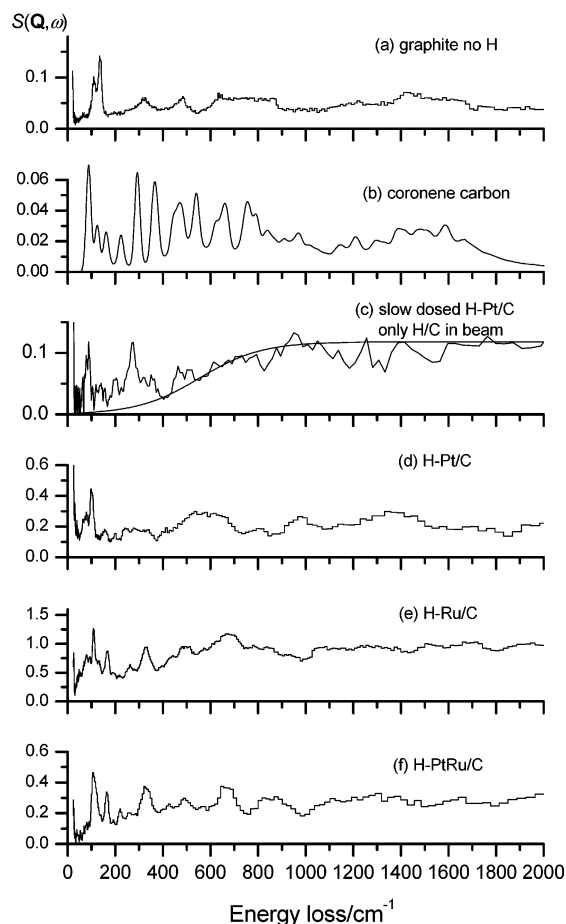 S(Q,ω)
(a) graphite no H
0.1
0.0
(b) coronene carbon
0.06
0.04
0.02
0.00
(c) slow dosed H-Pt/C
only H/C in beam
0.1
0.0
(d) H-Pt/C
0.6
0.4
0.2
0.0
(e) H-Ru/C
1.5
1.0
0.5
0.0
(f) H-PtRu/C
0.6
0.4
0.2
0.0
0 200 400 600 800 1000 1200 1400 1600 1800 2000
Energy loss/cm⁻¹